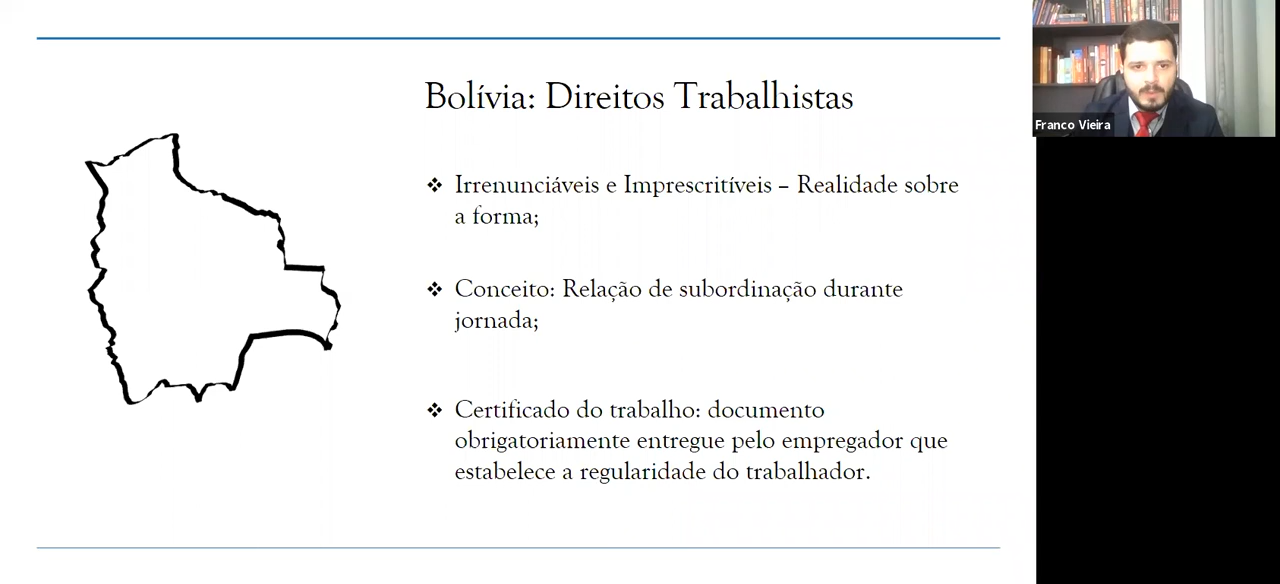 Bolívia: Direitos Trabalhistas
❖ Irrenunciáveis e Imprescritíveis – Realidade sobre
a forma;
❖ Conceito: Relação de subordinação durante
jornada;
❖ Certificado do trabalho: documento
obrigatoriamente entregue pelo empregador que
estabelece a regularidade do trabalhador.
Franco Vieira